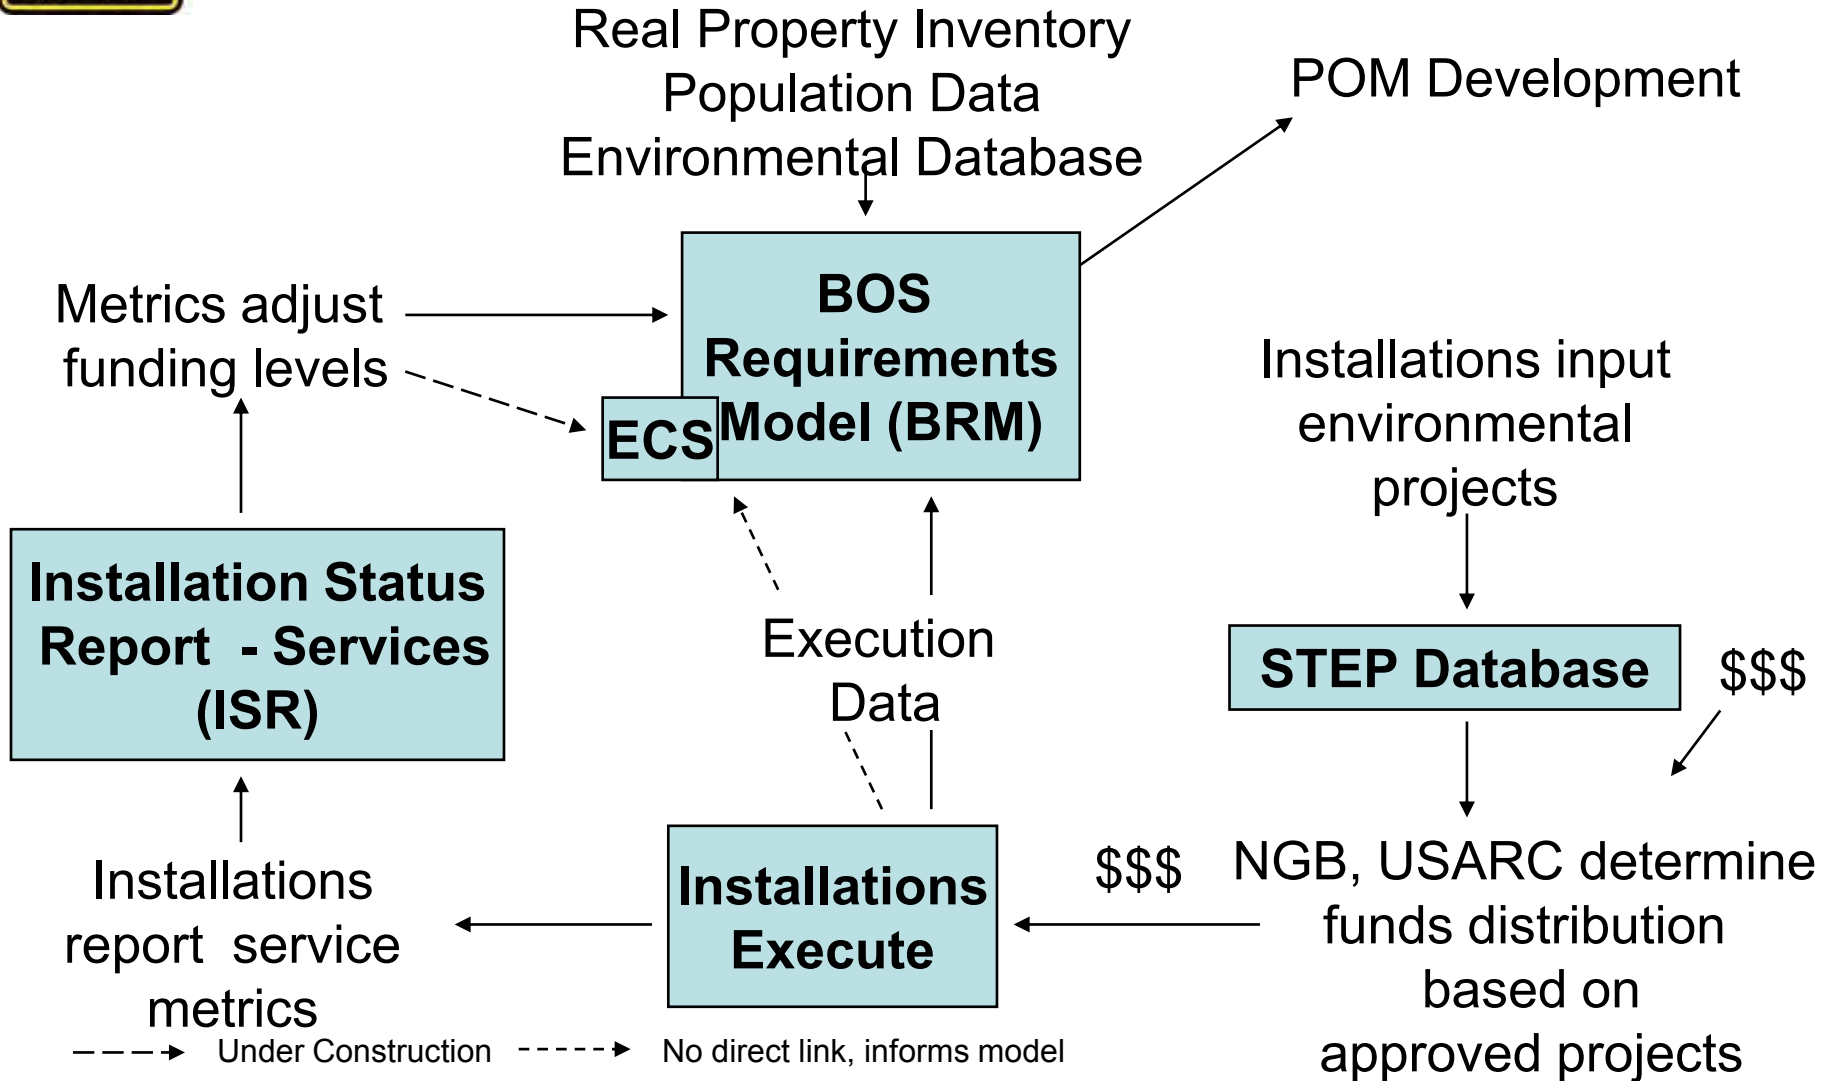 Real Property Inventory
Population Data
Environmental Database
POM Development
Metrics adjust
funding levels
BOS
Requirements
Model (BRM)
ECS
Installations input
environmental
projects
Installation Status
Report - Services
(ISR)
Execution
Data
STEP Database
$$$
Installations
report service
metrics
Installations
Execute
$$$
NGB, USARC determine
funds distribution
based on
approved projects
Under Construction
No direct link, informs model